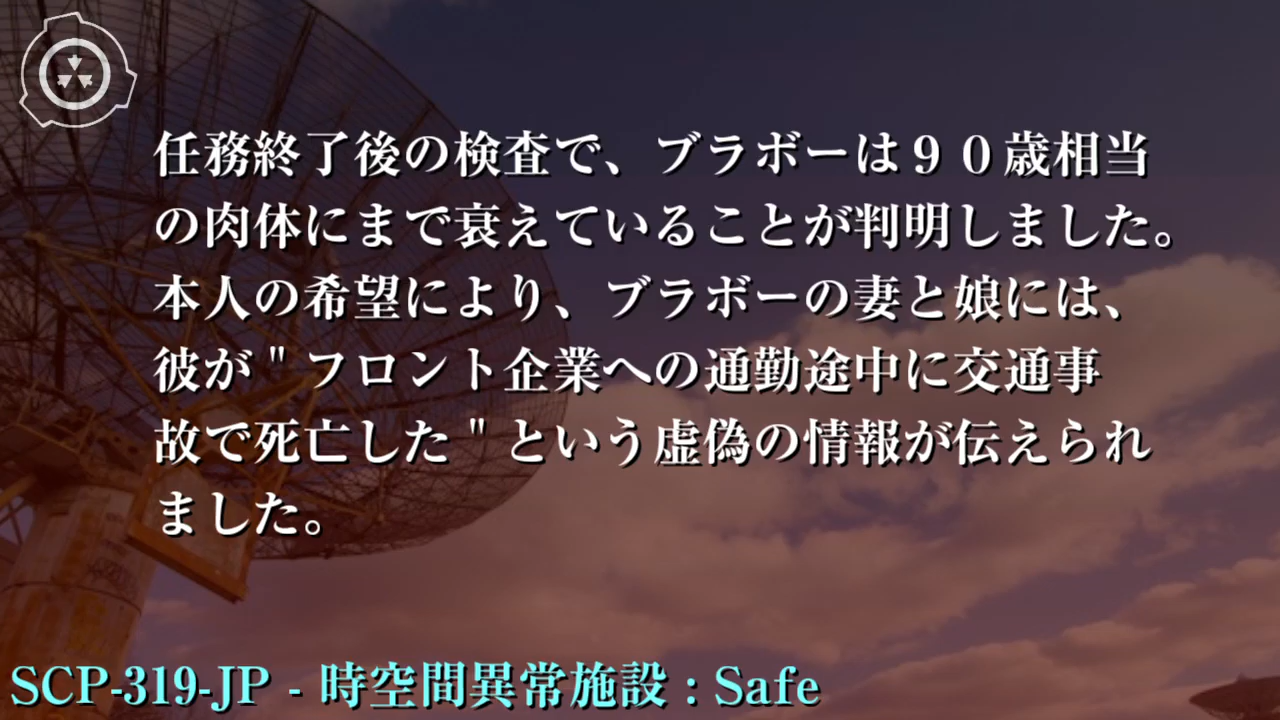 任務終了後の検査で、ブラボーは９０歳相当
の肉体にまで衰えていることが判明しました。
本人の希望により、ブラボーの妻と娘には、
彼が＂フロント企業への通勤途中に交通事
故で死亡した＂という虚偽の情報が伝えられ
ました。
SCP-319-JP - 時空間異常施設 : Safe